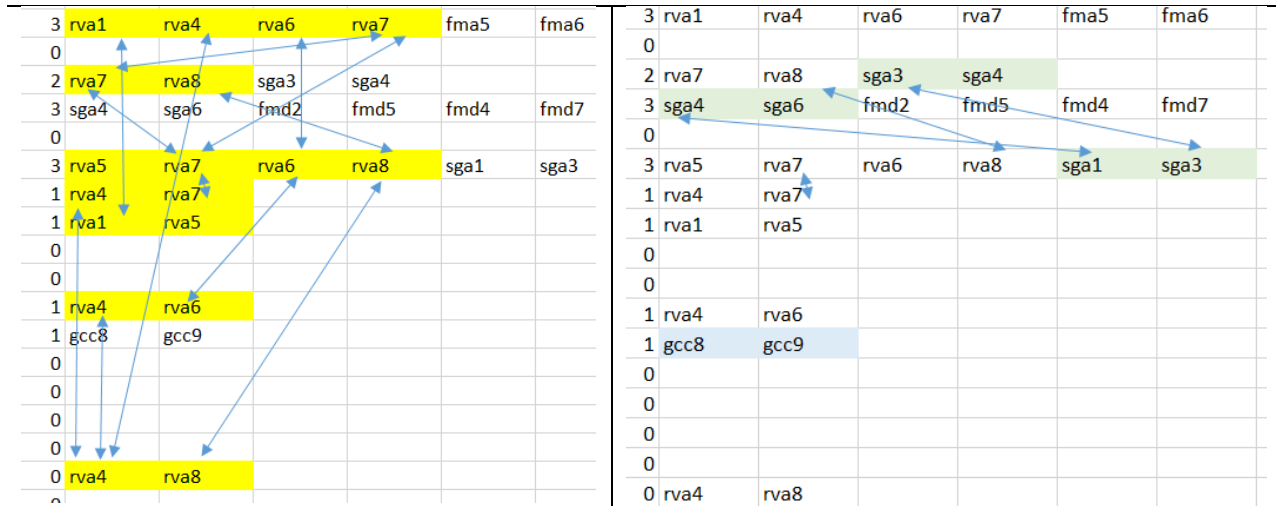 3 rva1 rva4 rva6 rva7 fma5 fma6
0
2 rva7 rva8 sga3 sga4
3 sga4 sga6 fmd2 fmd5 fmd4 fmd7
0
3 rva5 rva7 rva6 rva8 sga1 sga3
1 rva4 rva7
1 rva1 rva5
0
0
1 rva4 rva6
1 gcc8 gcc9
0
0
0
0
0 rva4 rva8
3 rva1 rva4 rva6 rva7 fma5 fma6
0
2 rva7 rva8 sga3 sga4
3 sga4 sga6 fmd2 fmd5 fmd4 fmd7
0
3 rva5 rva7 rva6 rva8 sga1 sga3
1 rva4 rva7
1 rva1 rva5
0
0
1 rva4 rva6
1 gcc8 gcc9
0
0
0
0
0 rva4 rva8